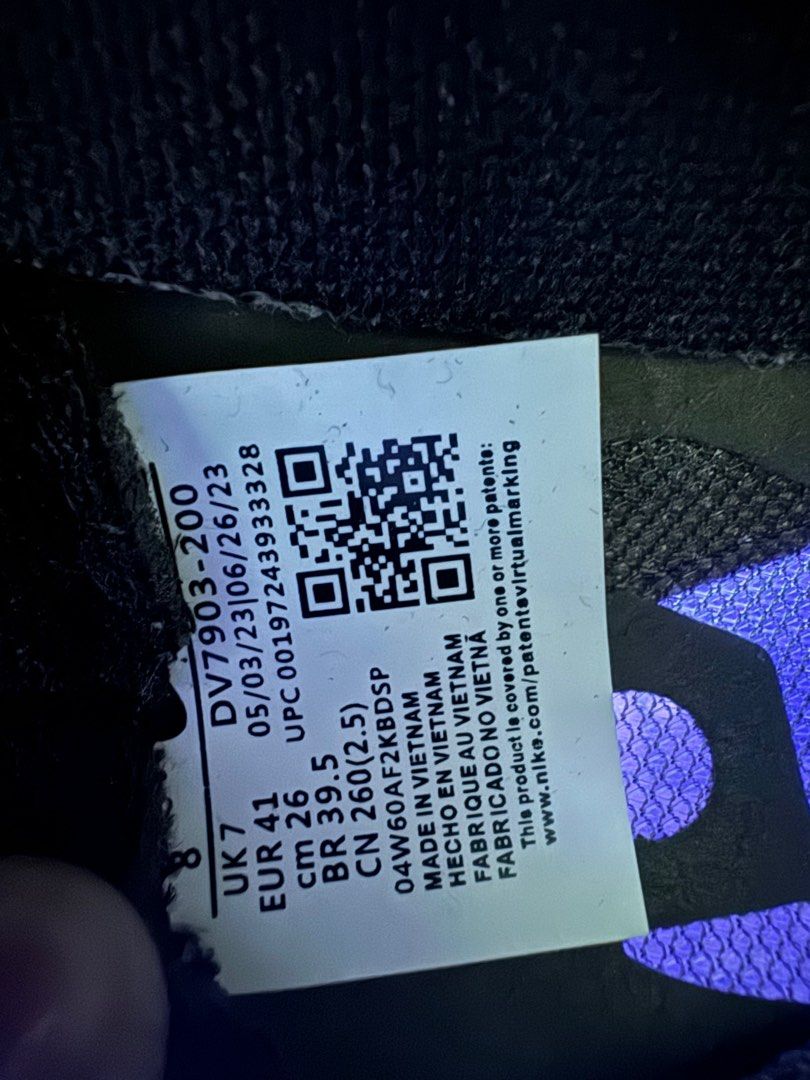 8
UK 7
EUR 41
cm 26
BR 39.5
CN 260(2.5)
DV7903-200
05/03/23|06/26/23
UPC 00197243933328
04W60AF2KBDSP
MADE IN VIETNAM
HECHO EN VIETNAM
FABRIQUE AU VIETNAM
FABRICADO NO VIETNÃ
This product is covered by one or more patents:
www.nike.com/patentsvirtualmarking